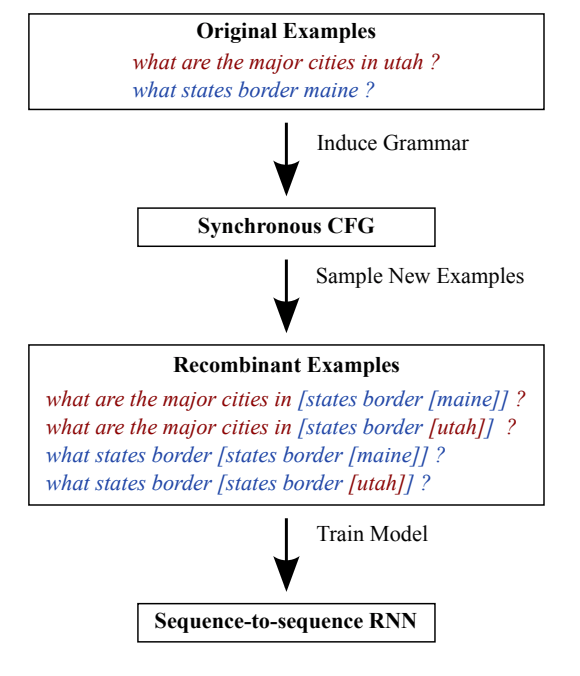 Original Examples
what are the major cities in utah ?
what states border maine ?
Induce Grammar
Synchronous CFG
Sample New Examples
Recombinant Examples
what are the major cities in [states border [maine]] ?
what are the major cities in [states border [utah]] ?
what states border [states border [maine]] ?
what states border [states border [utah]] ?
Train Model
Sequence-to-sequence RNN